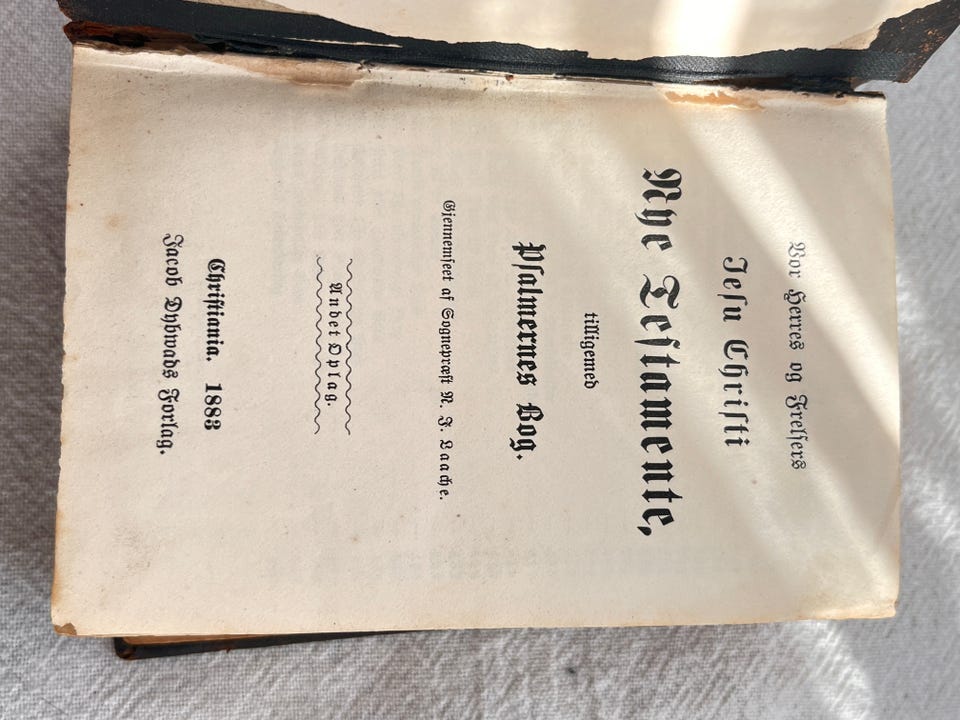 Vor Herres og Frelsers
Jesu Christi
Nye Testamente,
tilligemed
Psalmernes Bog.
Gjennemseet af Sognepræst N. J. Laache.
Andet Oplag.
Christiania. 1883
Jacob Dybwads Forlag.